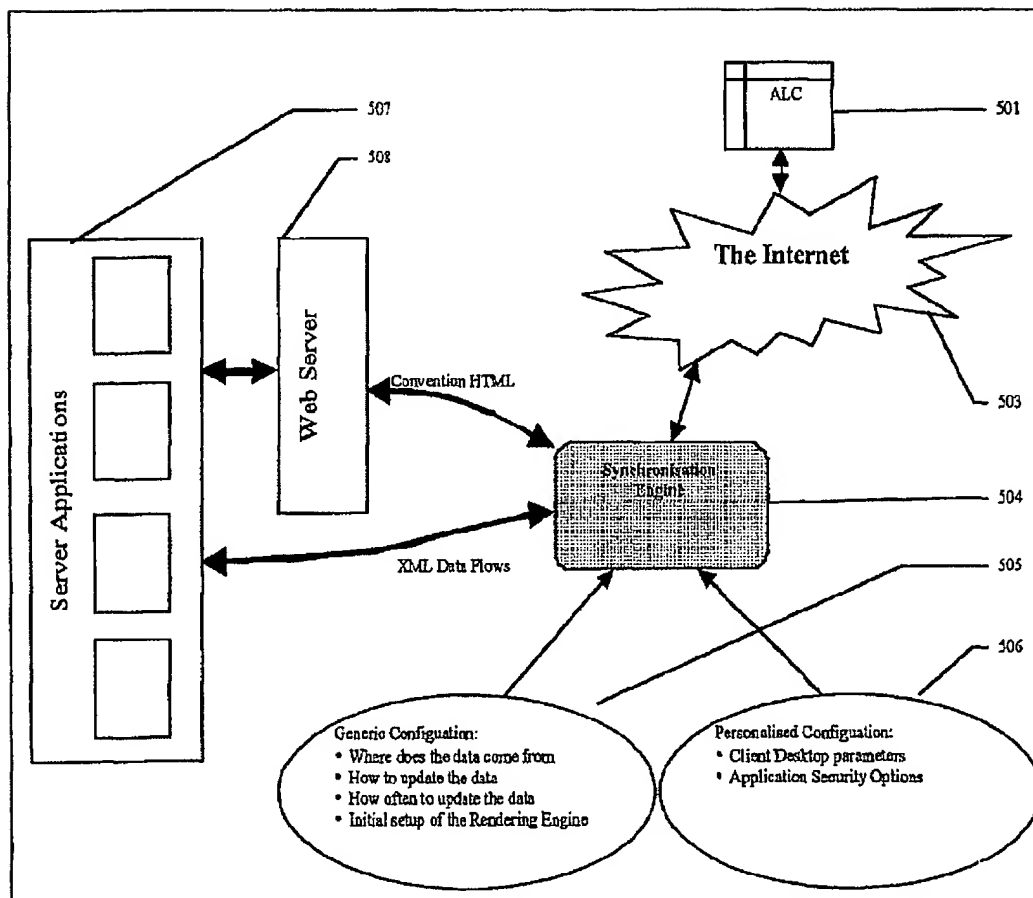 507
508
ALC
501
The Internet
Server Applications
Web Server
Convention HTML
503
Synchronisation
Engine
504
XML Data Flows
505
506
Generic Configuation:
• Where does the data come from
• How to update the data
• How often to update the data
• Initial setup of the Rendering Engine
Personalised Configuation:
• Client Desktop parameters
• Application Security Options